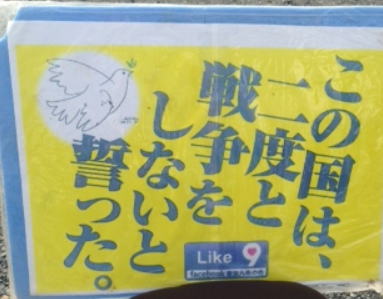 この国は、
二度と
戦争を
しないと
誓った。
Like 9
facebook